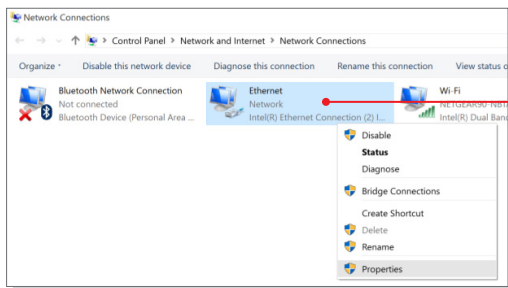 Network Connections
Control Panel > Network and Internet > Network Connections
Organize Disable this network device Diagnose this connection Rename this connection View status o
Bluetooth Network Connection
Not connected
Bluetooth Device (Personal Area ...
Ethernet
Network
Intel(R) Ethernet Connection (2) I...
Wi-Fi
Intel(R) Dual Band
Disable
Status
Diagnose
Bridge Connections
Create Shortcut
Delete
Rename
Properties